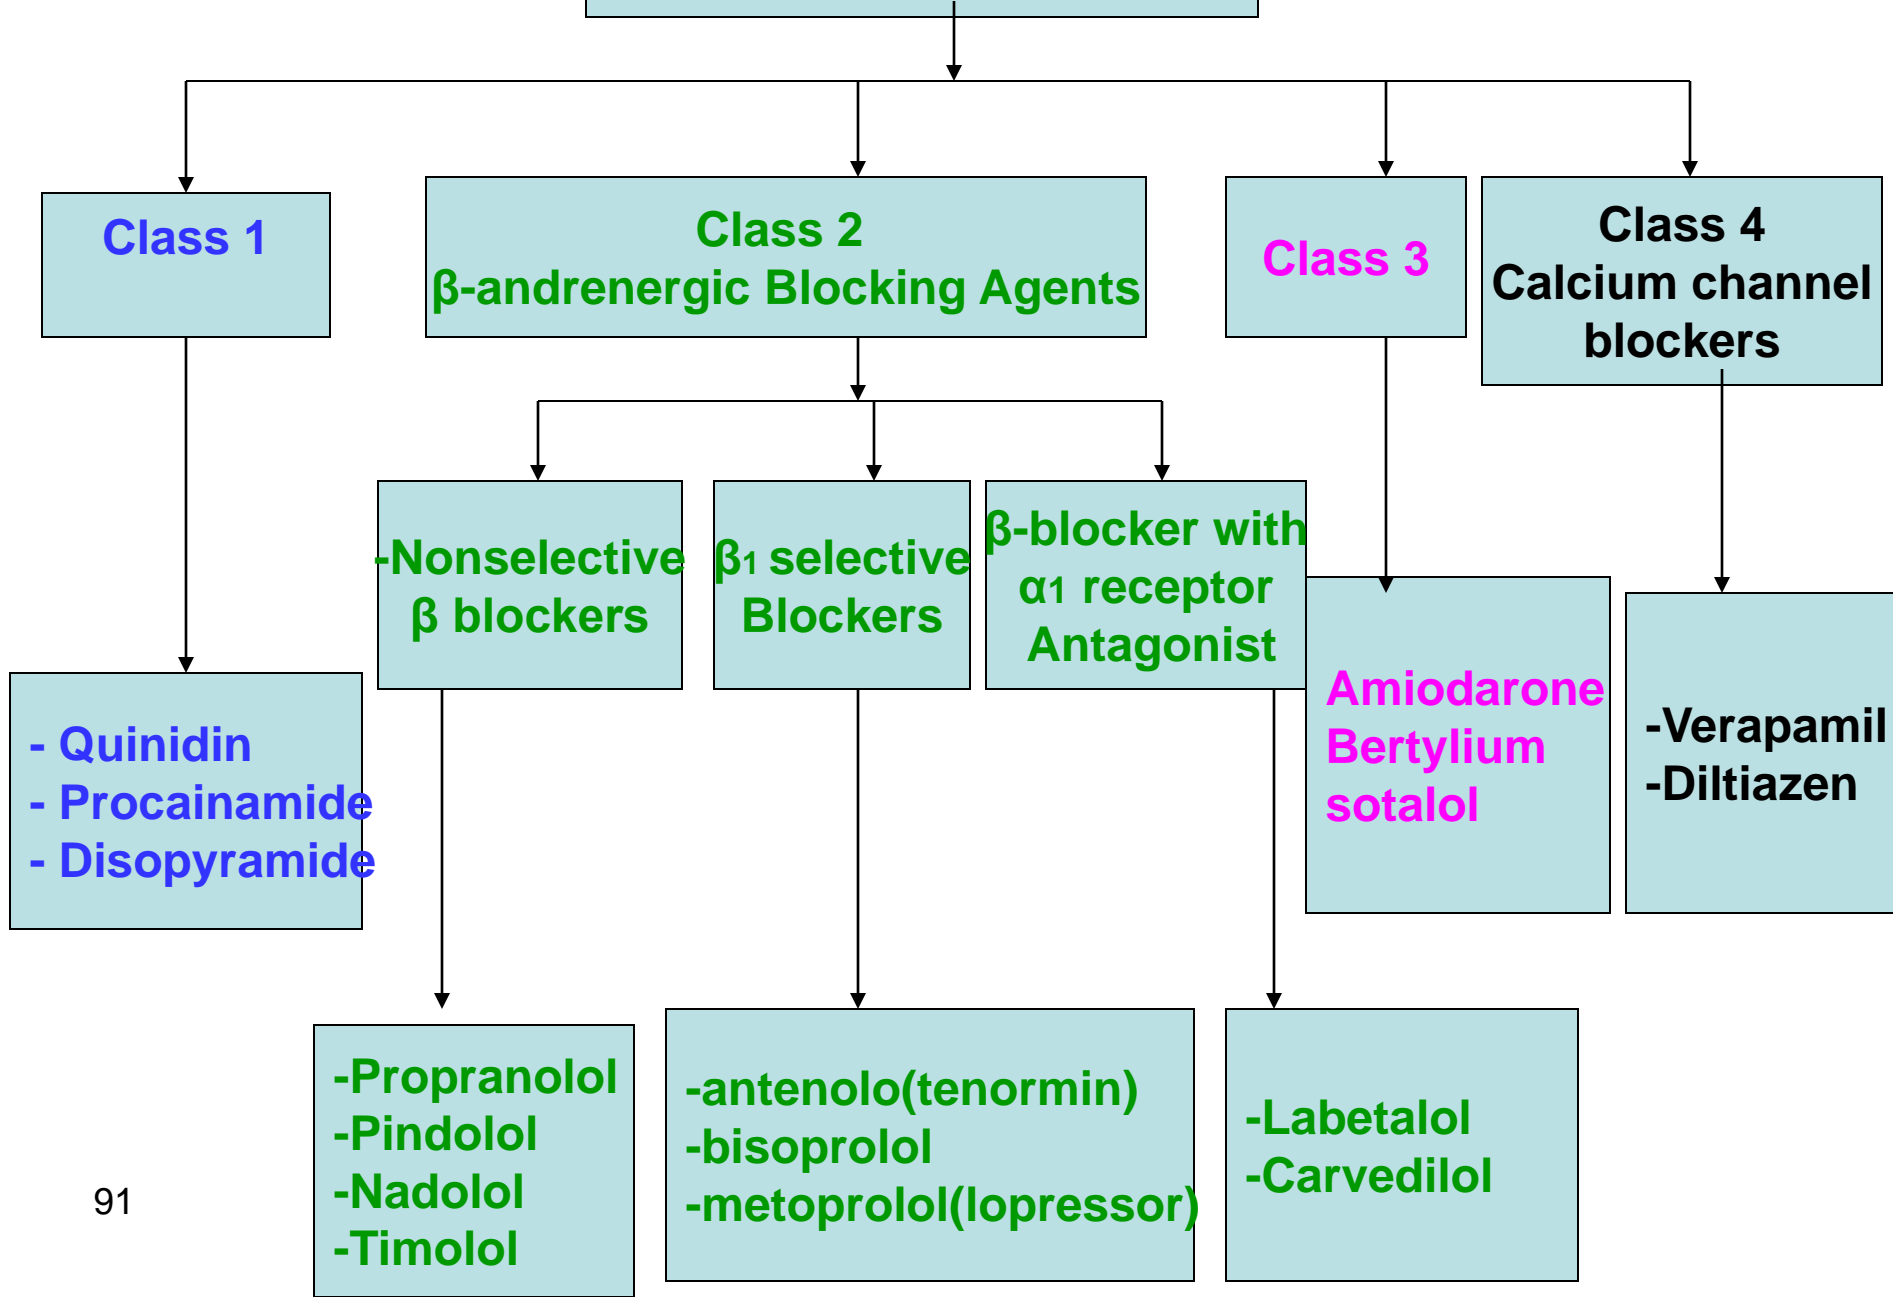 Class 1
Class 2
β-andrenergic Blocking Agents
Class 3
Class 4
Calcium channel
blockers
-Nonselective
β blockers
β1 selective
Blockers
β-blocker with
α1 receptor
Antagonist
- Quinidin
- Procainamide
- Disopyramide
Amiodarone
Bertylium
sotalol
-Verapamil
-Diltiazen
-Propranolol
-Pindolol
-Nadolol
-Timolol
-antenolo(tenormin)
-bisoprolol
-metoprolol(lopressor)
-Labetalol
-Carvedilol
91